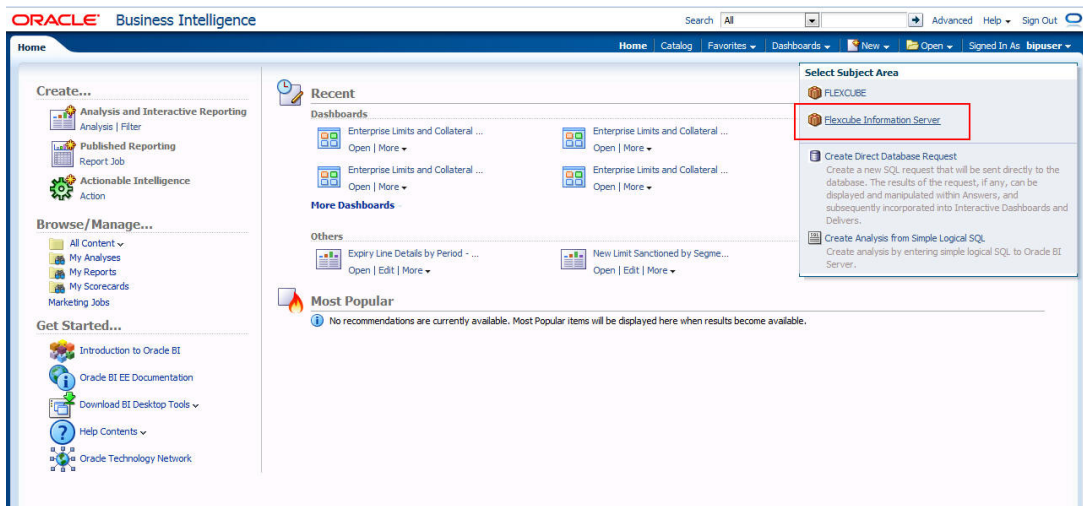 ORACLE Business Intelligence
Search All Advanced Help Sign Out
Home
Home Catalog Favorites Dashboards New Open Signed In As bipuser
Create...
Analysis and Interactive Reporting
Analysis | Filter
Published Reporting
Report Job
Actionable Intelligence
Action
Browse/Manage...
All Content
My Analyses
My Reports
My Scorecards
Marketing Jobs
Get Started...
Introduction to Oracle BI
Oracle BI EE Documentation
Download BI Desktop Tools
Help Contents
Oracle Technology Network
Recent
Dashboards
Enterprise Limits and Collateral ...
Open | More
Enterprise Limits and Collateral ...
Open | More
Enterprise Limits and Collateral ...
Open | More
Enterprise Limits and Collateral ...
Open | More
More Dashboards
Others
Expiry Line Details by Period - ...
Open | Edit | More
New Limit Sanctioned by Segme...
Open | Edit | More
Most Popular
No recommendations are currently available. Most Popular items will be displayed here when results become available.
Select Subject Area
FLEXCUBE
Flexcube Information Server
Create Direct Database Request
Create a new SQL request that will be sent directly to the
database. The results of the request, if any, can be
displayed and manipulated within Answers, and
subsequently incorporated into Interactive Dashboards and
Delivers.
Create Analysis from Simple Logical SQL
Create analysis by entering simple logical SQL to Oracle BI
Server.